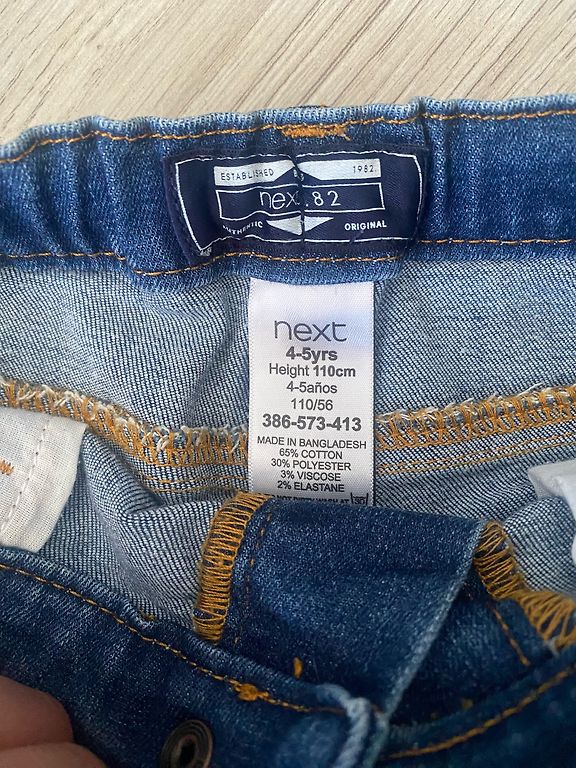 ESTABLISHED 1982.
next.82
AUTHENTIC ORIGINAL
next
4-5yrs
Height 110cm
4-5años
110/56
386-573-413
MADE IN BANGLADESH
65% COTTON
30% POLYESTER
3% VISCOSE
2% ELASTANE